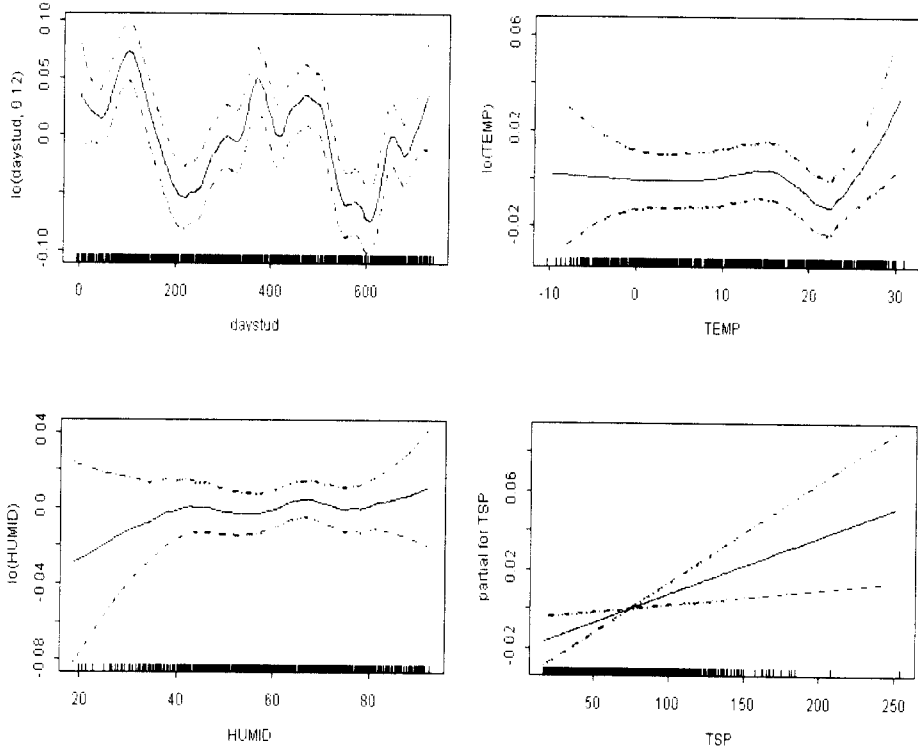 lo(daystud, 0.12)
0.10
0.05
0.0
-0.10
0 200 400 600
daystud
lo(TEMP)
0.06
0.02
-0.02
-10 0 10 20 30
TEMP
lo(HUMID)
0.04
0.0
-0.04
-0.08
20 40 60 80
HUMID
partial for TSP
0.06
0.02
-0.02
50 100 150 200 250
TSP